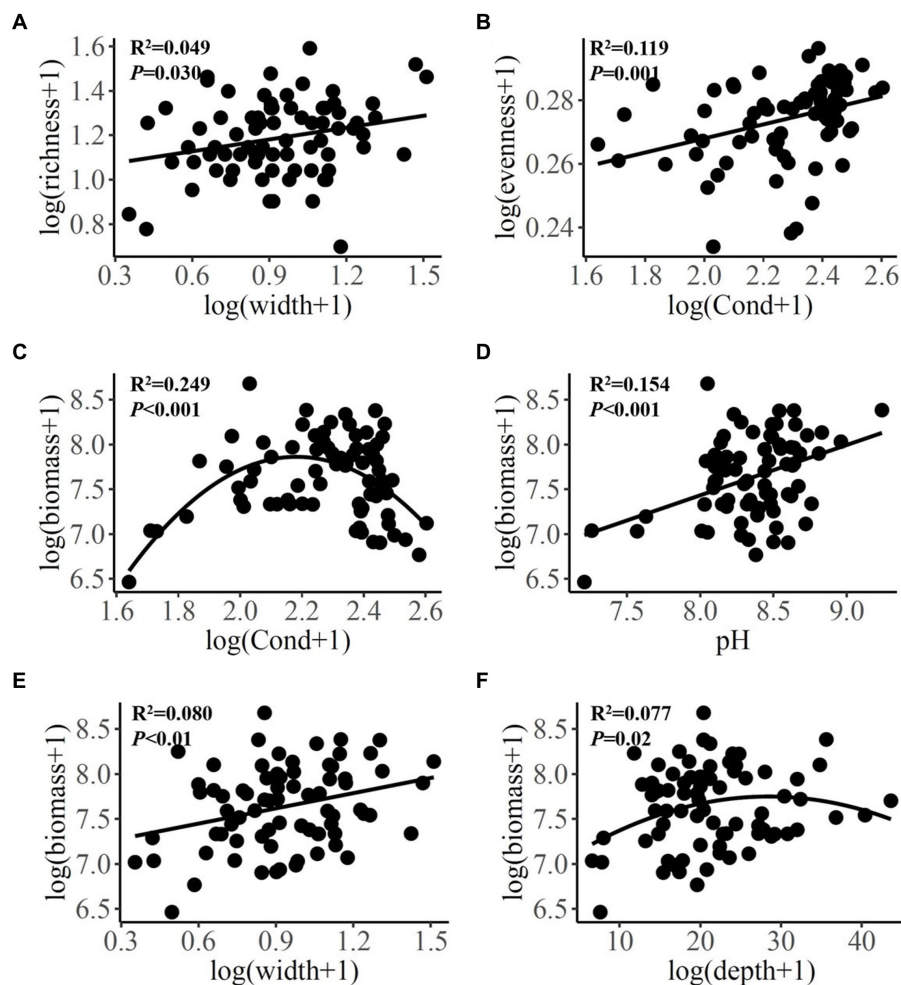 A
R²=0.049
P=0.030
1.6
1.4
1.2
1.0
0.8
log(richness+1)
0.3 0.6 0.9 1.2 1.5
log(width+1)
B
R²=0.119
P=0.001
0.28
0.26
0.24
log(evenness+1)
1.6 1.8 2.0 2.2 2.4 2.6
log(Cond+1)
C
R²=0.249
P<0.001
8.5
8.0
7.5
7.0
6.5
log(biomass+1)
1.6 1.8 2.0 2.2 2.4 2.6
log(Cond+1)
D
R²=0.154
P<0.001
8.5
8.0
7.5
7.0
6.5
log(biomass+1)
7.5 8.0 8.5 9.0
pH
E
R²=0.080
P<0.01
8.5
8.0
7.5
7.0
6.5
log(biomass+1)
0.3 0.6 0.9 1.2 1.5
log(width+1)
F
R²=0.077
P=0.02
8.5
8.0
7.5
7.0
6.5
log(biomass+1)
10 20 30 40
log(depth+1)